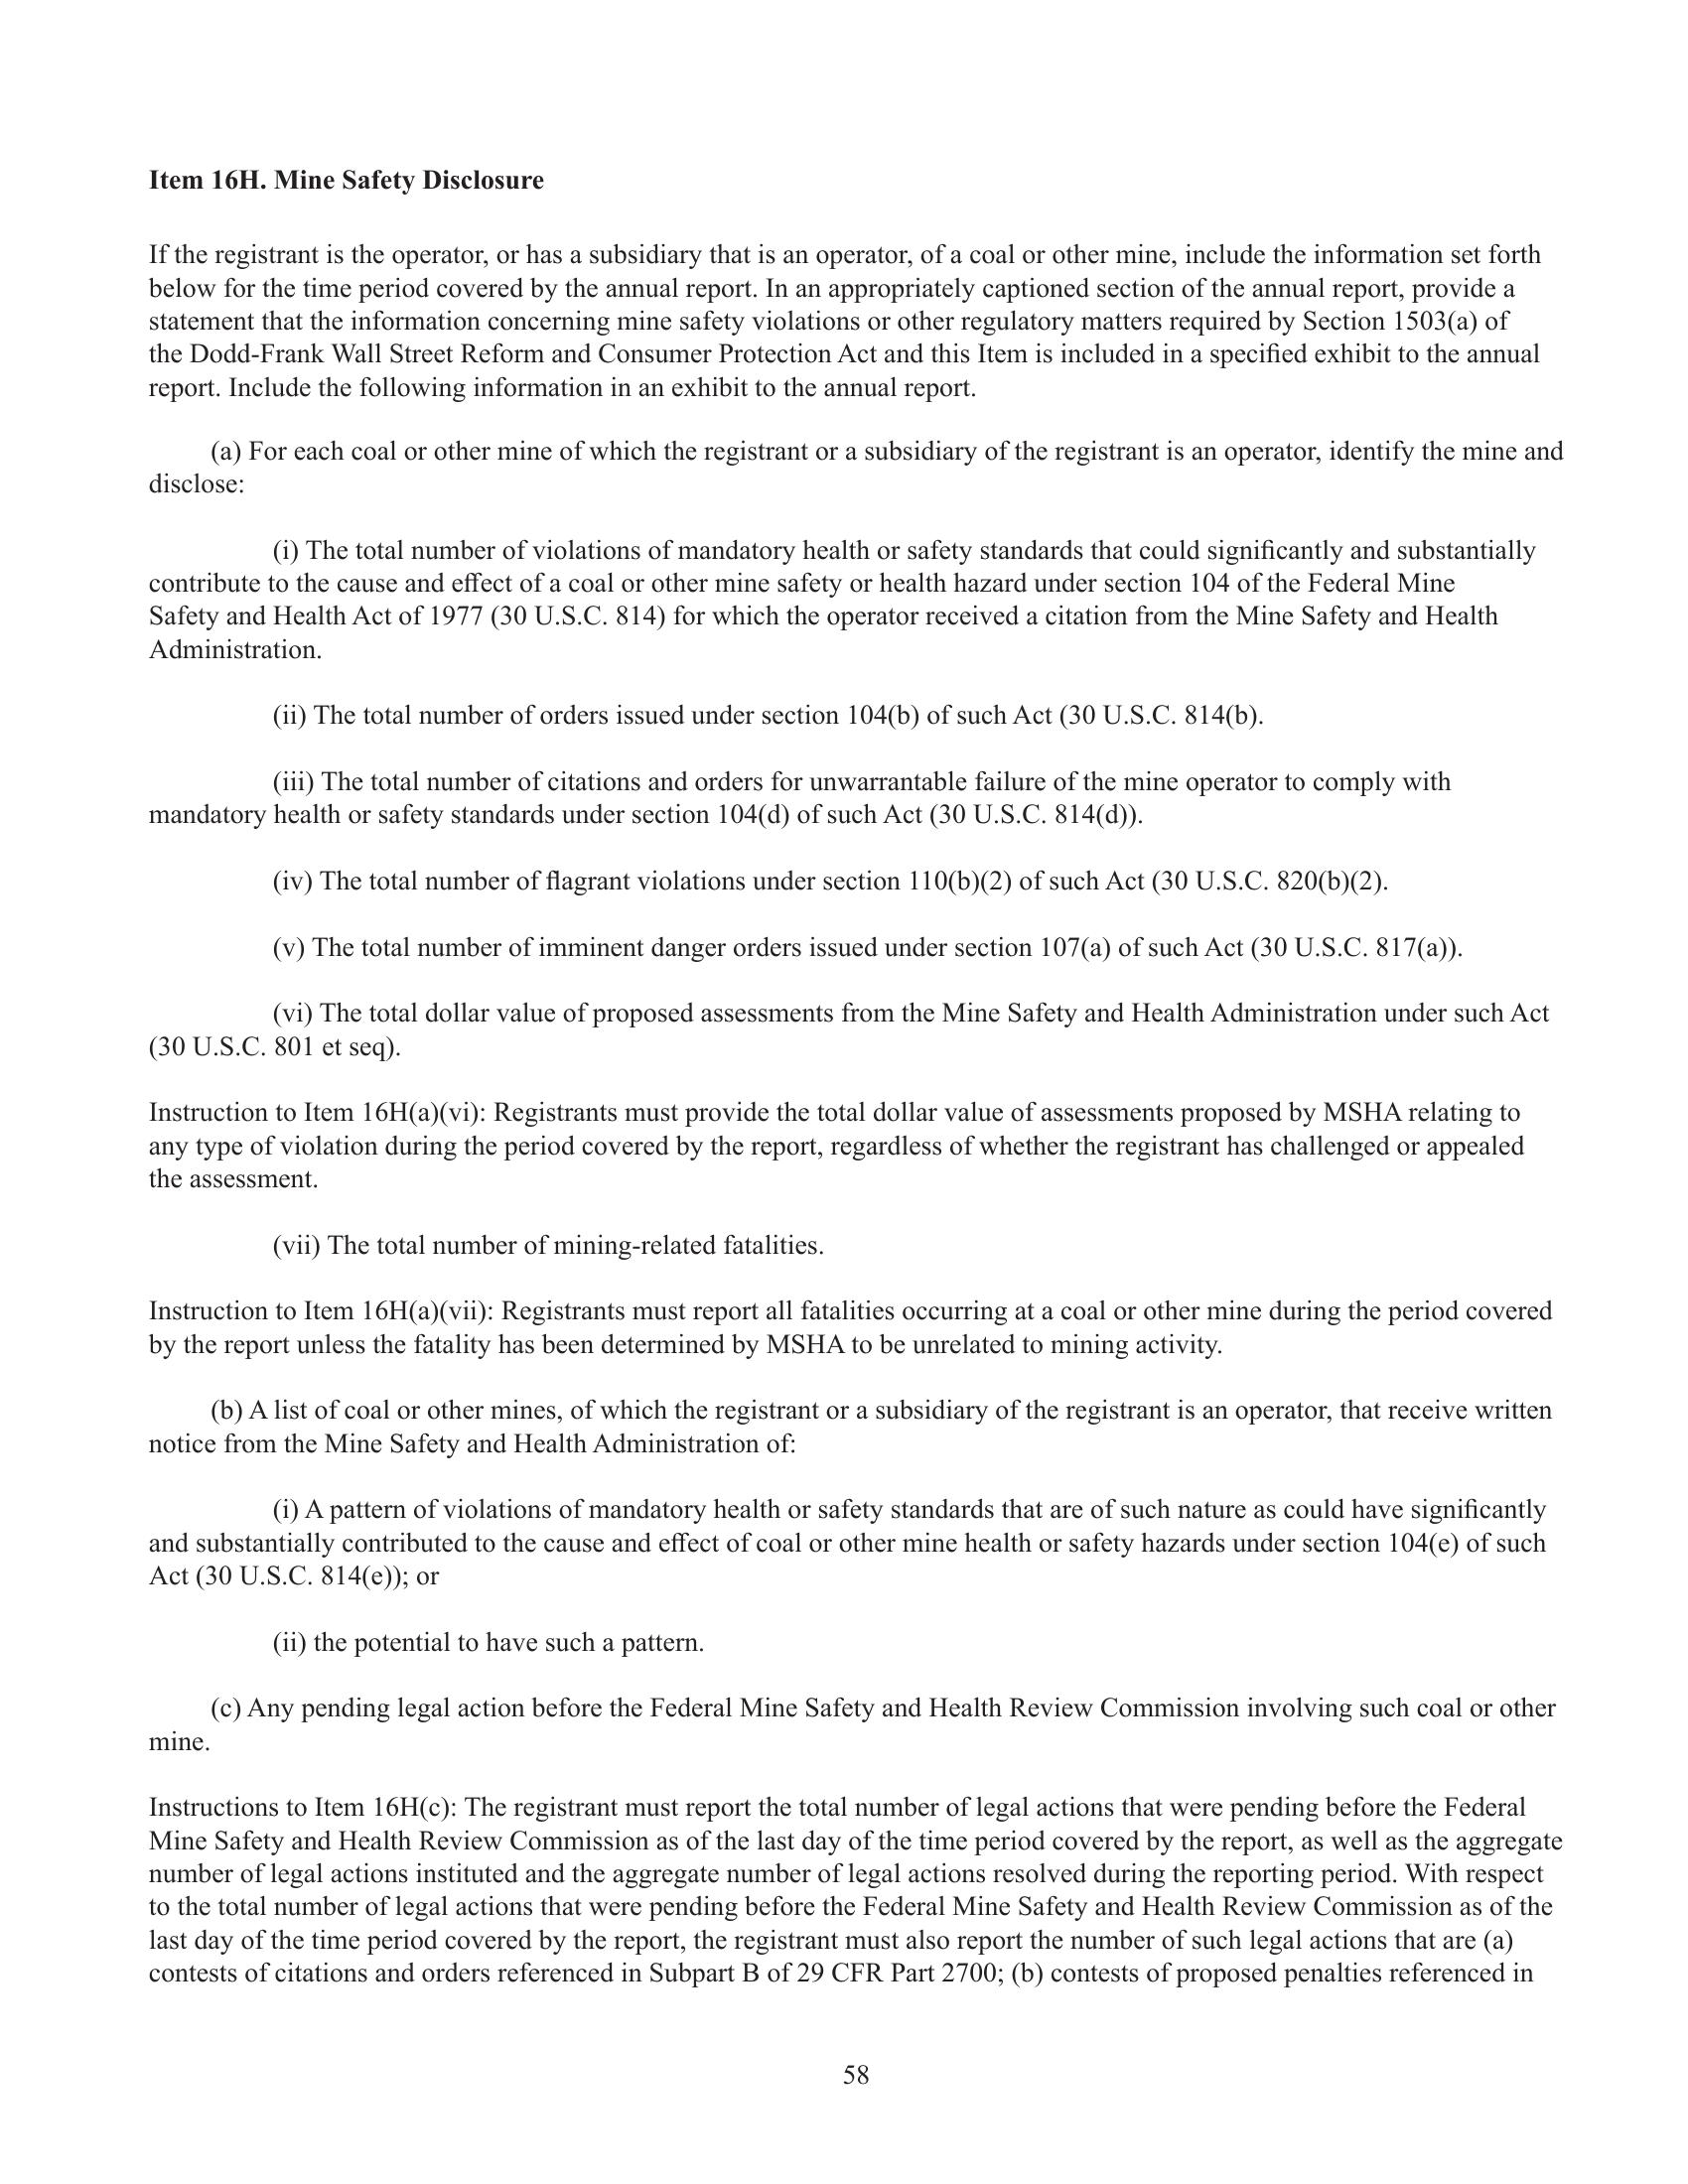 Item 16H. Mine Safety Disclosure
If the registrant is the operator, or has a subsidiary that is an operator, of a coal or other mine, include the information set forth
below for the time period covered by the annual report. In an appropriately captioned section of the annual report, provide a
statement that the information concerning mine safety violations or other regulatory matters required by Section 1503(a) of
the Dodd-Frank Wall Street Reform and Consumer Protection Act and this Item is included in a specified exhibit to the annual
report. Include the following information in an exhibit to the annual report.
(a) For each coal or other mine of which the registrant or a subsidiary of the registrant is an operator, identify the mine and
disclose:
(i) The total number of violations of mandatory health or safety standards that could significantly and substantially
contribute to the cause and effect of a coal or other mine safety or health hazard under section 104 of the Federal Mine
Safety and Health Act of 1977 (30 U.S.C. 814) for which the operator received a citation from the Mine Safety and Health
Administration.
(ii) The total number of orders issued under section 104(b) of such Act (30 U.S.C. 814(b).
(iii) The total number of citations and orders for unwarrantable failure of the mine operator to comply with
mandatory health or safety standards under section 104(d) of such Act (30 U.S.C. 814(d)).
(iv) The total number of flagrant violations under section 110(b)(2) of such Act (30 U.S.C. 820(b)(2).
(v) The total number of imminent danger orders issued under section 107(a) of such Act (30 U.S.C. 817(a)).
(vi) The total dollar value of proposed assessments from the Mine Safety and Health Administration under such Act
(30 U.S.C. 801 et seq).
Instruction to Item 16H(a)(vi): Registrants must provide the total dollar value of assessments proposed by MSHA relating to
any type of violation during the period covered by the report, regardless of whether the registrant has challenged or appealed
the assessment.
(vii) The total number of mining-related fatalities.
Instruction to Item 16H(a)(vii): Registrants must report all fatalities occurring at a coal or other mine during the period covered
by the report unless the fatality has been determined by MSHA to be unrelated to mining activity.
(b) A list of coal or other mines, of which the registrant or a subsidiary of the registrant is an operator, that receive written
notice from the Mine Safety and Health Administration of:
(i) A pattern of violations of mandatory health or safety standards that are of such nature as could have significantly
and substantially contributed to the cause and effect of coal or other mine health or safety hazards under section 104(e) of such
Act (30 U.S.C. 814(e)); or
(ii) the potential to have such a pattern.
(c) Any pending legal action before the Federal Mine Safety and Health Review Commission involving such coal or other
mine.
Instructions to Item 16H(c): The registrant must report the total number of legal actions that were pending before the Federal
Mine Safety and Health Review Commission as of the last day of the time period covered by the report, as well as the aggregate
number of legal actions instituted and the aggregate number of legal actions resolved during the reporting period. With respect
to the total number of legal actions that were pending before the Federal Mine Safety and Health Review Commission as of the
last day of the time period covered by the report, the registrant must also report the number of such legal actions that are (a)
contests of citations and orders referenced in Subpart B of 29 CFR Part 2700; (b) contests of proposed penalties referenced in
58